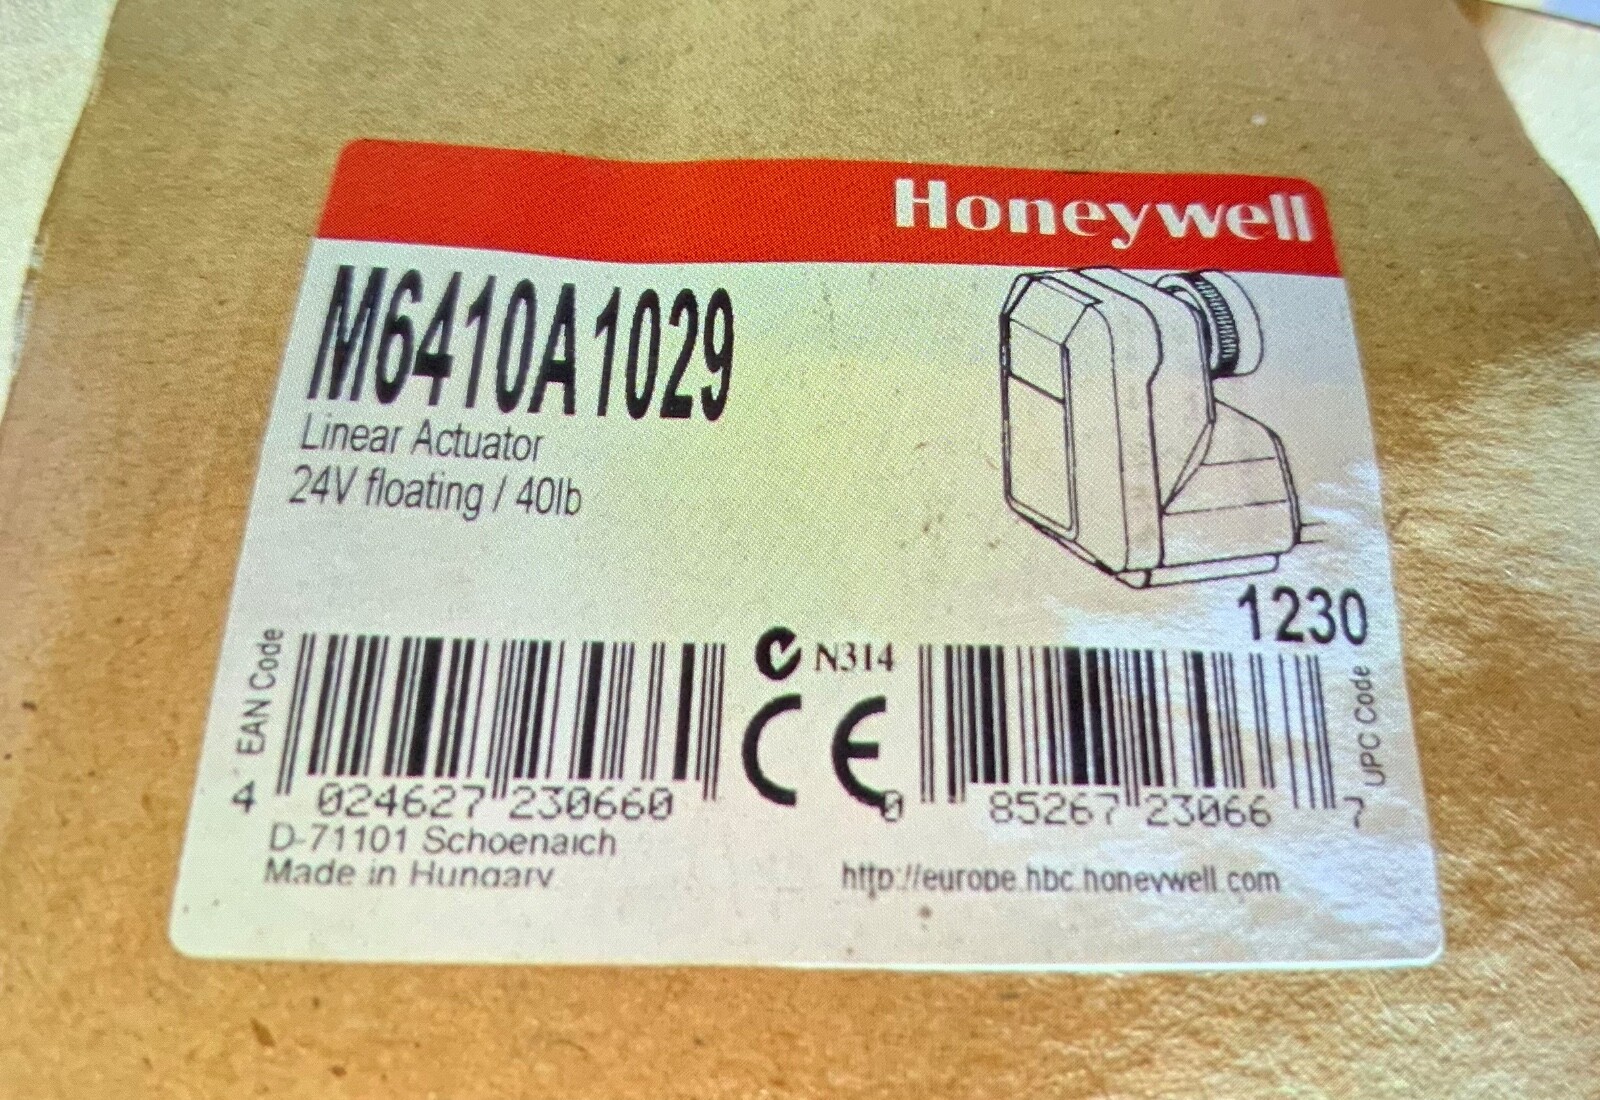 Honeywell
M6410A1029
Linear Actuator
24V floating / 40lb
1230
EAN Code
N314
UPC Code
CE
4 024627 230660
0 85267 23066 7
D-71101 Schoenaich
Made in Hungary
http://europe.hbc.honeywell.com